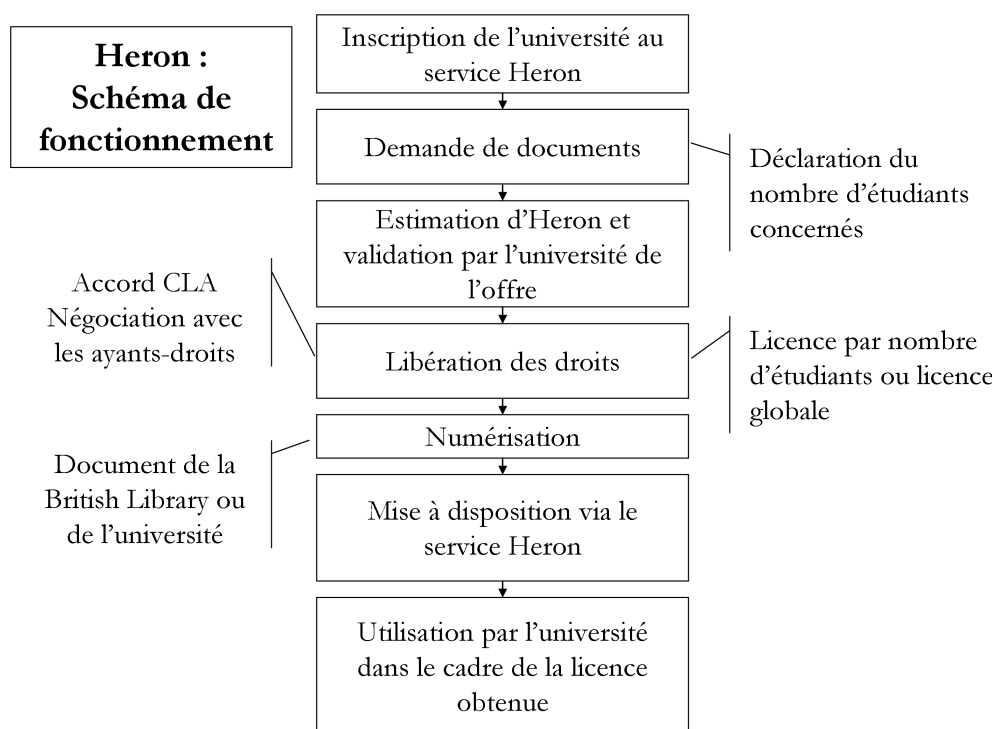 Heron :
Schéma de
fonctionnement
Inscription de l’université au
service Heron
Demande de documents
Déclaration du
nombre d’étudiants
concernés
Estimation d’Heron et
validation par l’université de
l’offre
Accord CLA
Négociation avec
les ayants-droits
Libération des droits
Licence par nombre
d’étudiants ou licence
globale
Numérisation
Document de la
British Library ou
de l’université
Mise à disposition via le
service Heron
Utilisation par l’université
dans le cadre de la licence
obtenue